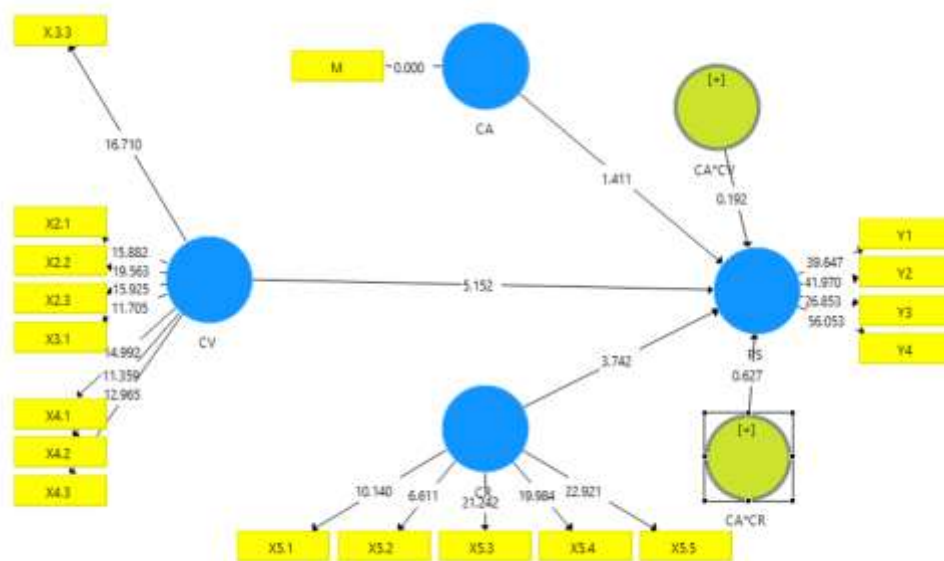 X.3.3
[+]
M
0.000
CA
CA*CV
16.710
1.411
0.192
X2.1
X2.2
X2.3
X3.1
15.882
19.563
15.925
11.705
Y1
Y2
Y3
Y4
39.647
41.970
26.853
56.053
5.152
CV
14.992
11.359
12.965
3.742
0.627
X4.1
X4.2
X4.3
[+]
10.140
6.611
21.242
19.984
22.921
CA*CR
X5.1
X5.2
X5.3
X5.4
X5.5